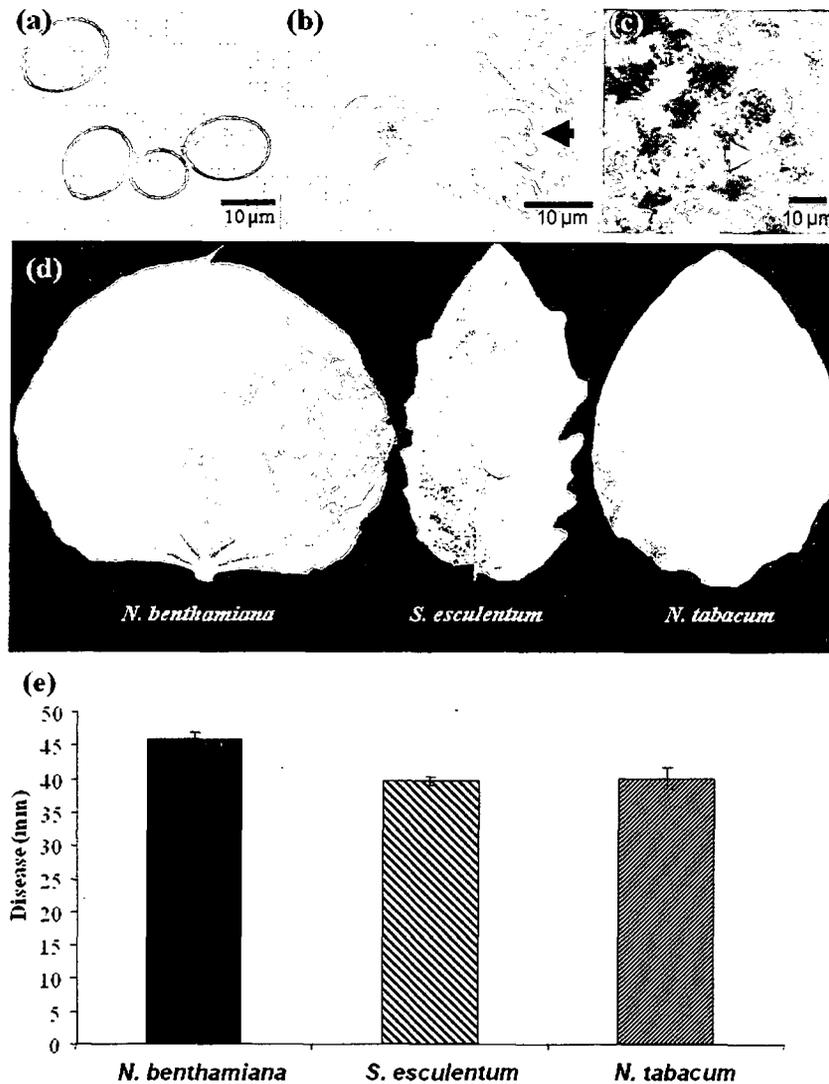 (a)
(b)
(c)
10 µm
10 µm
10 µm
(d)
N. benthamiana
S. esculentum
N. tabacum
(e)
Disease (mm)
50
45
40
35
30
25
20
15
10
5
0
N. benthamiana
S. esculentum
N. tabacum